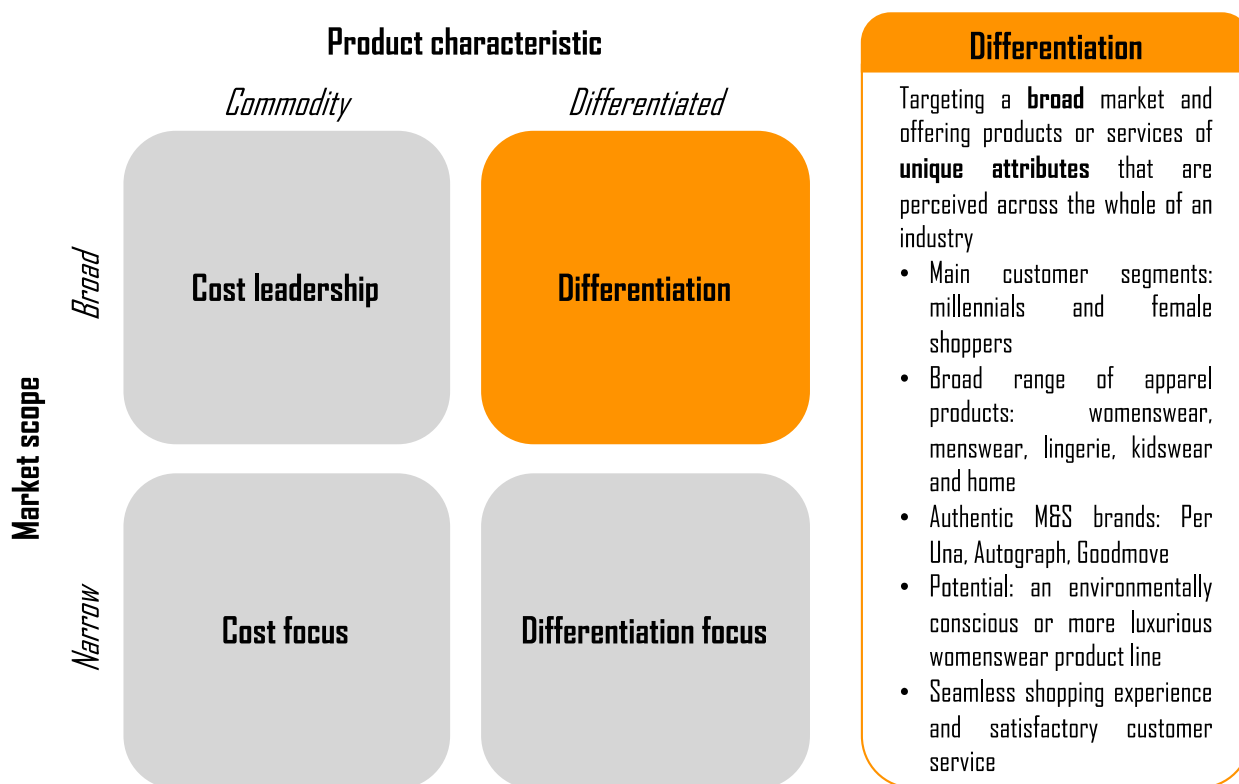 Product characteristic
Commodity
Differentiated
Market scope
Broad
Narrow
Cost leadership
Differentiation
Cost focus
Differentiation focus
Differentiation
Targeting a broad market and
offering products or services of
unique attributes that are
perceived across the whole of an
industry
• Main customer segments:
millennials and female
shoppers
• Broad range of apparel
products: womenswear,
menswear, lingerie, kidswear
and home
• Authentic M&S brands: Per
Una, Autograph, Goodmove
• Potential: an environmentally
conscious or more luxurious
womenswear product line
• Seamless shopping experience
and satisfactory customer
service